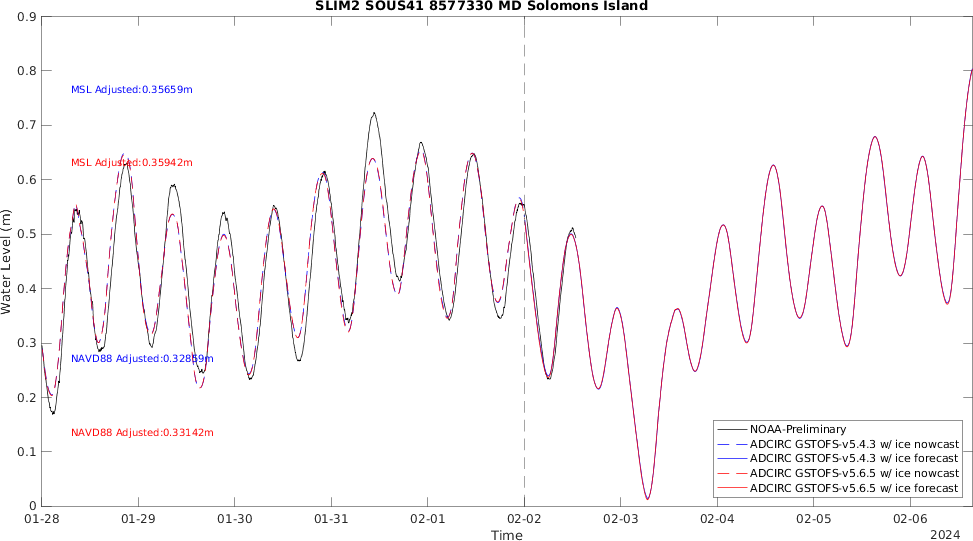 SLIM2 SOUS41 8577330 MD Solomons Island
Water Level (m)
0.9
0.8
0.7
0.6
0.5
0.4
0.3
0.2
0.1
0
MSL Adjusted:0.35659m
MSL Adjusted:0.35942m
NAVD88 Adjusted:0.32859m
NAVD88 Adjusted:0.33142m
NOAA-Preliminary
ADCIRC GSTOFS-v5.4.3 w/ ice nowcast
ADCIRC GSTOFS-v5.4.3 w/ ice forecast
ADCIRC GSTOFS-v5.6.5 w/ ice nowcast
ADCIRC GSTOFS-v5.6.5 w/ ice forecast
01-28 01-29 01-30 01-31 02-01 02-02 02-03 02-04 02-05 02-06
Time
2024